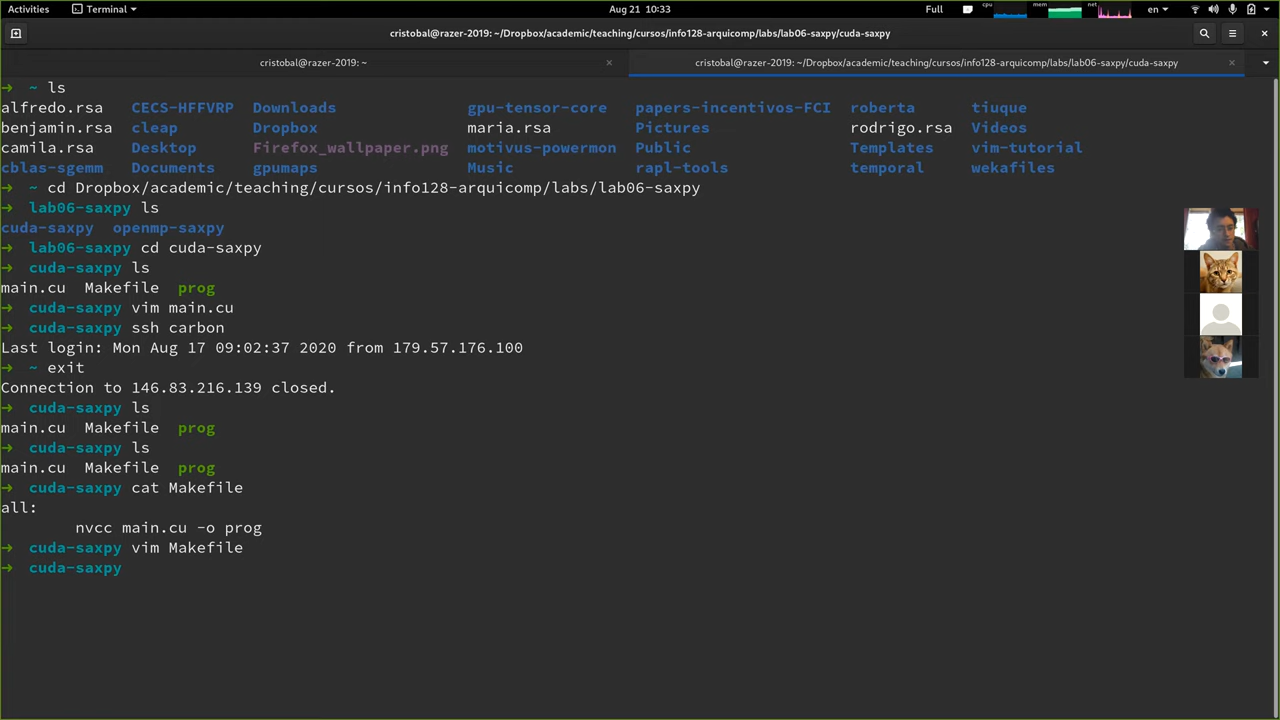 Activities Terminal Aug 21 10:33 Full cpu mem net en
cristobal@razer-2019: ~/Dropbox/academic/teaching/cursos/info128-arquicomp/labs/lab06-saxpy/cuda-saxpy
cristobal@razer-2019: ~ × cristobal@razer-2019: ~/Dropbox/academic/teaching/cursos/info128-arquicomp/labs/lab06-saxpy/cuda-saxpy ×
➜ ~ ls
alfredo.rsa CECS-HFFVRP Downloads gpu-tensor-core papers-incentivos-FCI roberta tiuque
benjamin.rsa cleap Dropbox maria.rsa Pictures rodrigo.rsa Videos
camila.rsa Desktop Firefox_wallpaper.png motivus-powermon Public Templates vim-tutorial
cblas-sgemm Documents gpumaps Music rapl-tools temporal wekafiles
➜ ~ cd Dropbox/academic/teaching/cursos/info128-arquicomp/labs/lab06-saxpy
➜ lab06-saxpy ls
cuda-saxpy openmp-saxpy
➜ lab06-saxpy cd cuda-saxpy
➜ cuda-saxpy ls
main.cu Makefile prog
➜ cuda-saxpy vim main.cu
➜ cuda-saxpy ssh carbon
Last login: Mon Aug 17 09:02:37 2020 from 179.57.176.100
➜ ~ exit
Connection to 146.83.216.139 closed.
➜ cuda-saxpy ls
main.cu Makefile prog
➜ cuda-saxpy ls
main.cu Makefile prog
➜ cuda-saxpy cat Makefile
all:
nvcc main.cu -o prog
➜ cuda-saxpy vim Makefile
➜ cuda-saxpy